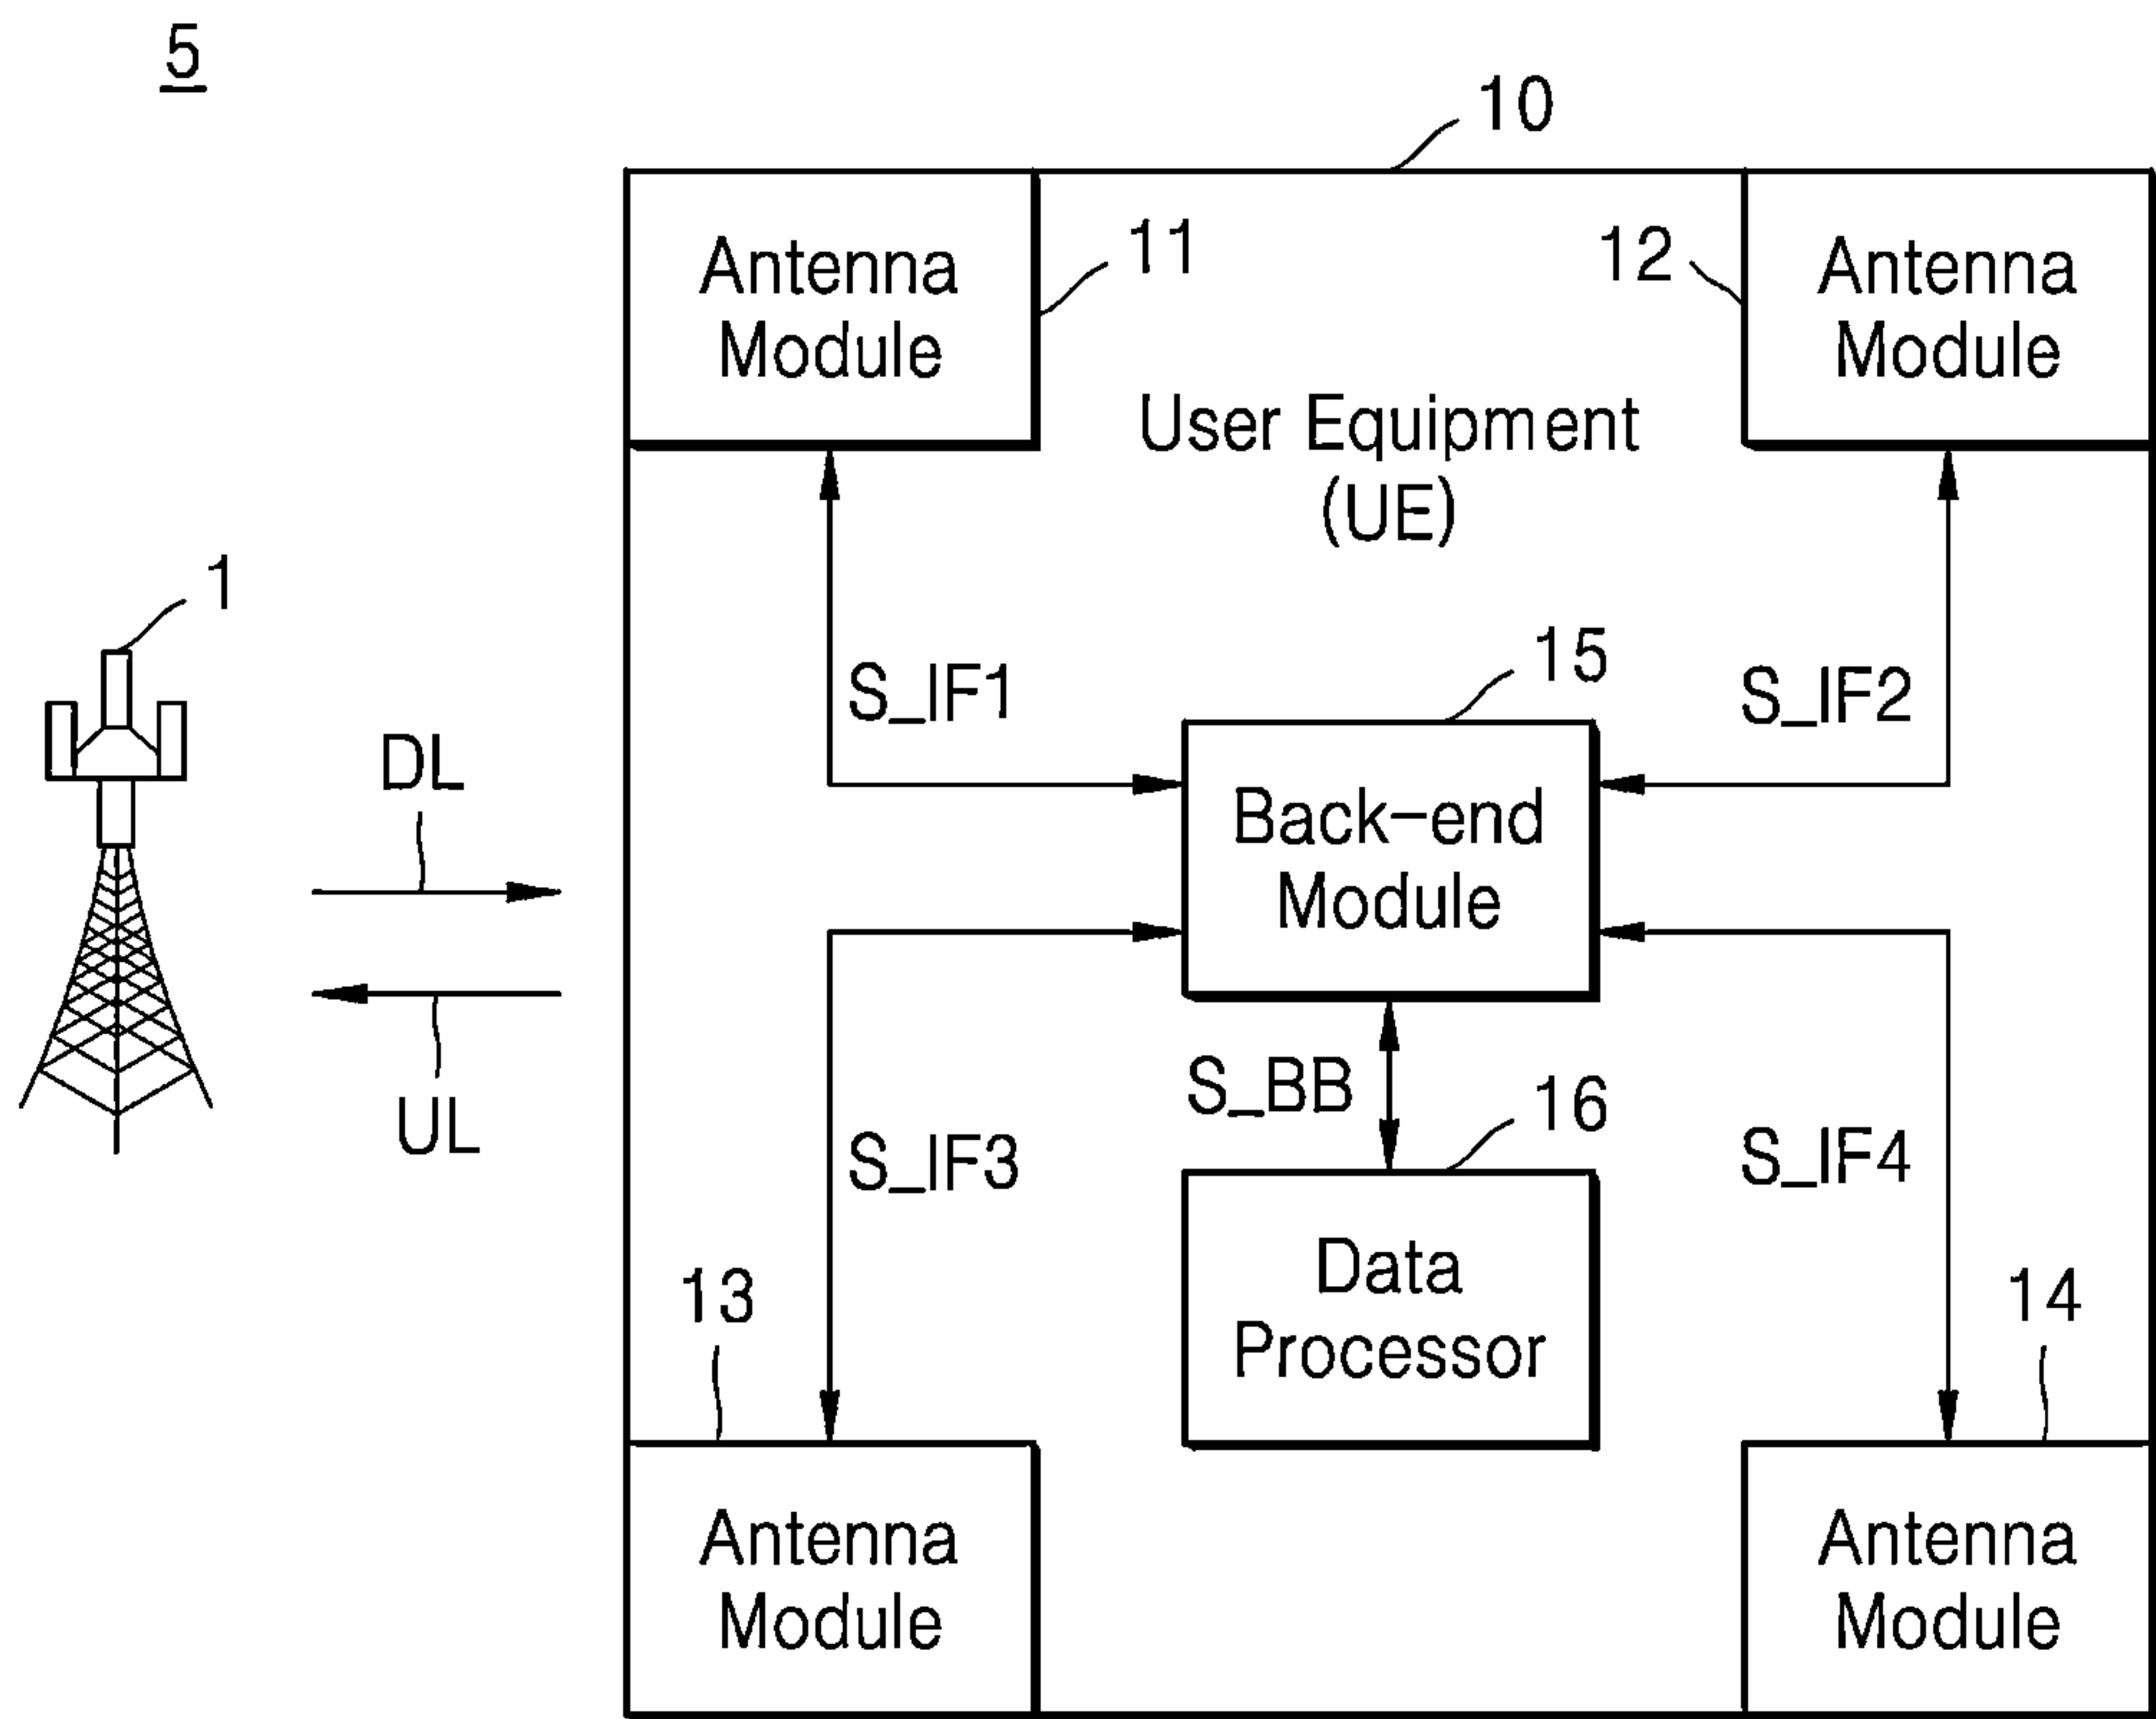 5
10
Antenna
Module
11
12
Antenna
Module
User Equipment
(UE)
1
DL
UL
S_IF1
15
S_IF2
Back-end
Module
S_BB
16
S_IF3
S_IF4
Data
Processor
13
14
Antenna
Module
Antenna
Module